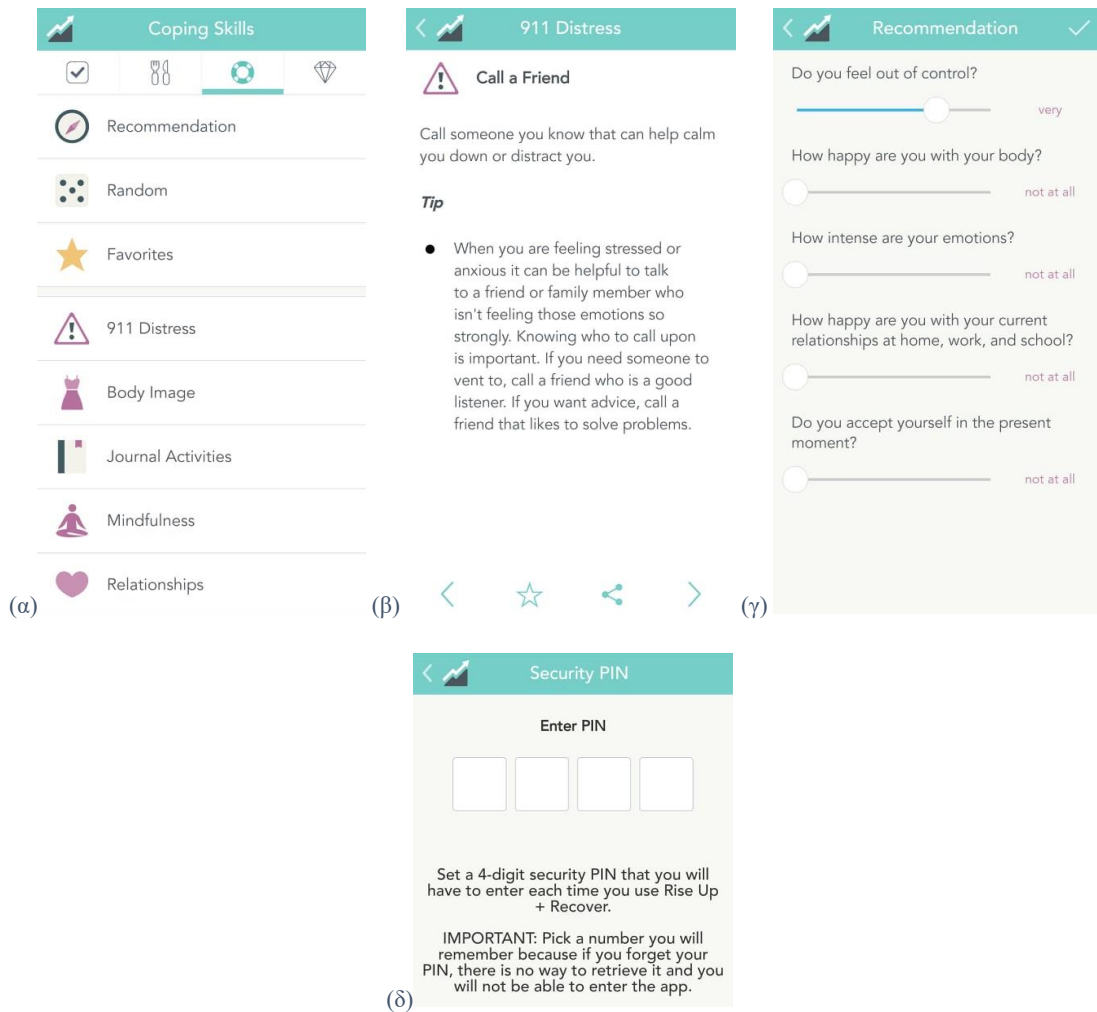 Coping Skills
Recommendation
Random
Favorites
911 Distress
Body Image
Journal Activities
Mindfulness
Relationships
(α)
911 Distress
Call a Friend
Call someone you know that can help calm
you down or distract you.
Tip
● When you are feeling stressed or
anxious it can be helpful to talk
to a friend or family member who
isn't feeling those emotions so
strongly. Knowing who to call upon
is important. If you need someone to
vent to, call a friend who is a good
listener. If you want advice, call a
friend that likes to solve problems.
(β)
Recommendation
Do you feel out of control?
very
How happy are you with your body?
not at all
How intense are your emotions?
not at all
How happy are you with your current
relationships at home, work, and school?
not at all
Do you accept yourself in the present
moment?
not at all
(γ)
Security PIN
Enter PIN
Set a 4-digit security PIN that you will
have to enter each time you use Rise Up
+ Recover.
IMPORTANT: Pick a number you will
remember because if you forget your
PIN, there is no way to retrieve it and you
will not be able to enter the app.
(δ)